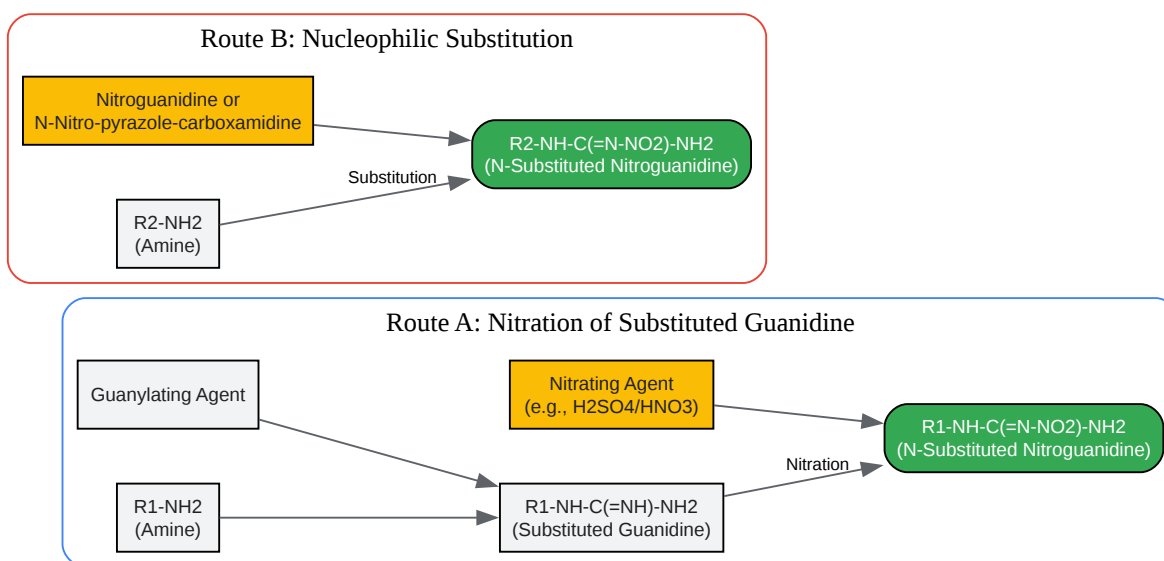 Route B: Nucleophilic Substitution
Nitroguanidine or
N-Nitro-pyrazole-carboxamidine
R2-NH-C(=N-NO2)-NH2
(N-Substituted Nitroguanidine)
Substitution
R2-NH2
(Amine)
Route A: Nitration of Substituted Guanidine
Guanylating Agent
Nitrating Agent
(e.g., H2SO4/HNO3)
R1-NH-C(=N-NO2)-NH2
(N-Substituted Nitroguanidine)
Nitration
R1-NH2
(Amine)
R1-NH-C(=NH)-NH2
(Substituted Guanidine)